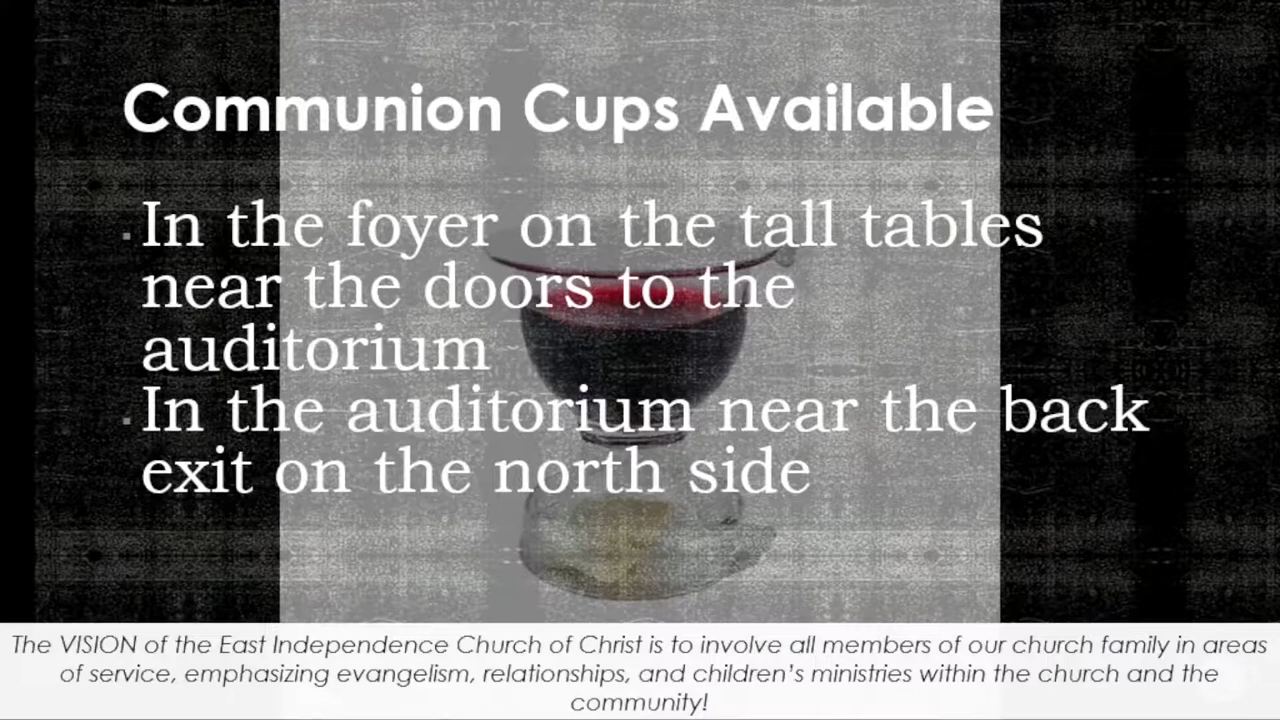 Communion Cups Available
▪ In the foyer on the tall tables
near the doors to the
auditorium
▪ In the auditorium near the back
exit on the north side
The VISION of the East Independence Church of Christ is to involve all members of our church family in areas
of service, emphasizing evangelism, relationships, and children’s ministries within the church and the
community!